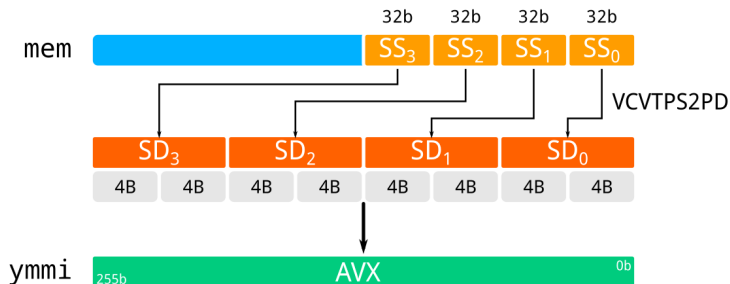 32b 32b 32b 32b
mem SS3 SS2 SS1 SS0
VCVTPS2PD
SD3 SD2 SD1 SD0
4B 4B 4B 4B 4B 4B 4B 4B
ymmi 255b AVX 0b